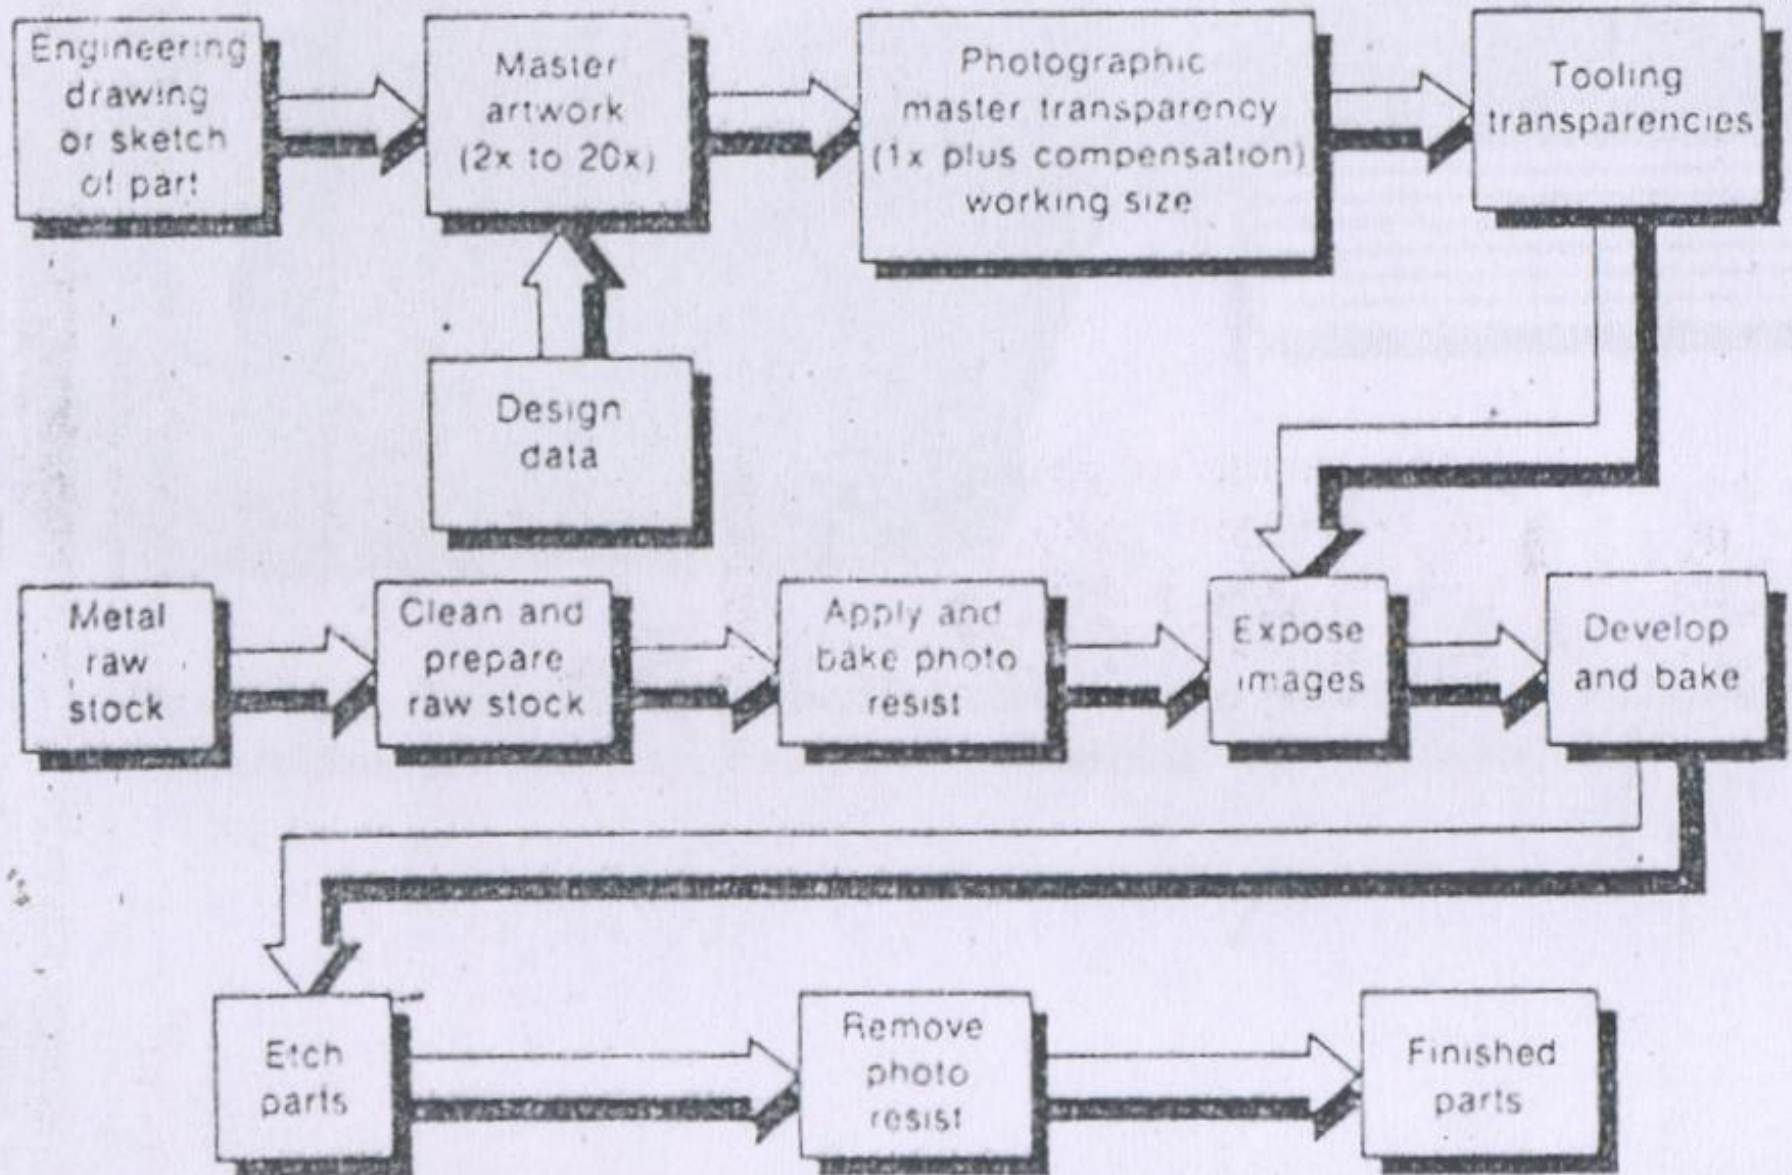 Engineering
drawing
or sketch
of part
Master
artwork
(2x to 20x)
Photographic
master transparency
(1x plus compensation)
working size
Tooling
transparencies
Design
data
Metal
raw
stock
Clean and
prepare
raw stock
Apply and
bake photo
resist
Expose
images
Develop
and bake
Etch
parts
Remove
photo
resist
Finished
parts